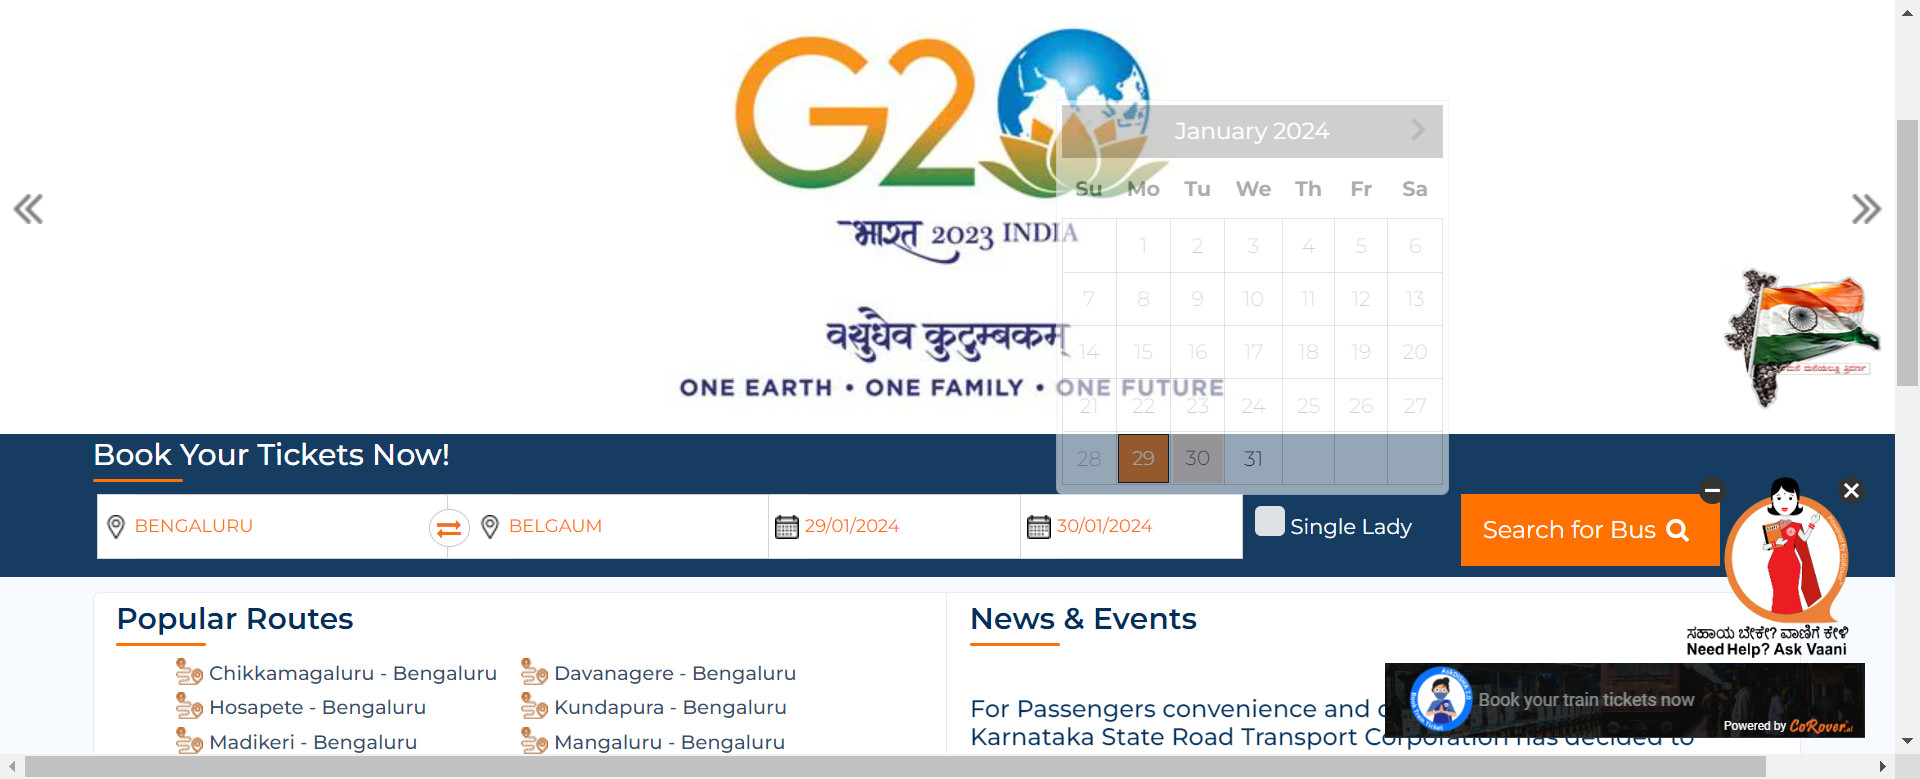 G20
भारत 2023 INDIA
वसुधैव कुटुम्बकम्
ONE EARTH • ONE FAMILY • ONE FUTURE
January 2024
Su Mo Tu We Th Fr Sa
1 2 3 4 5 6
7 8 9 10 11 12 13
14 15 16 17 18 19 20
21 22 23 24 25 26 27
28 29 30 31
Book Your Tickets Now!
BENGALURU
BELGAUM
29/01/2024
30/01/2024
Single Lady
Search for Bus
ಸಹಾಯ ಬೇಕೇ? ವಾಣಿಗೆ ಕೇಳಿ
Need Help? Ask Vaani
Popular Routes
Chikkamagaluru - Bengaluru
Davanagere - Bengaluru
Hosapete - Bengaluru
Kundapura - Bengaluru
Madikeri - Bengaluru
Mangaluru - Bengaluru
News & Events
For Passengers convenience and
Karnataka State Road Transport Corporation has decided to
Book your train tickets now
Powered by CoRover.ai